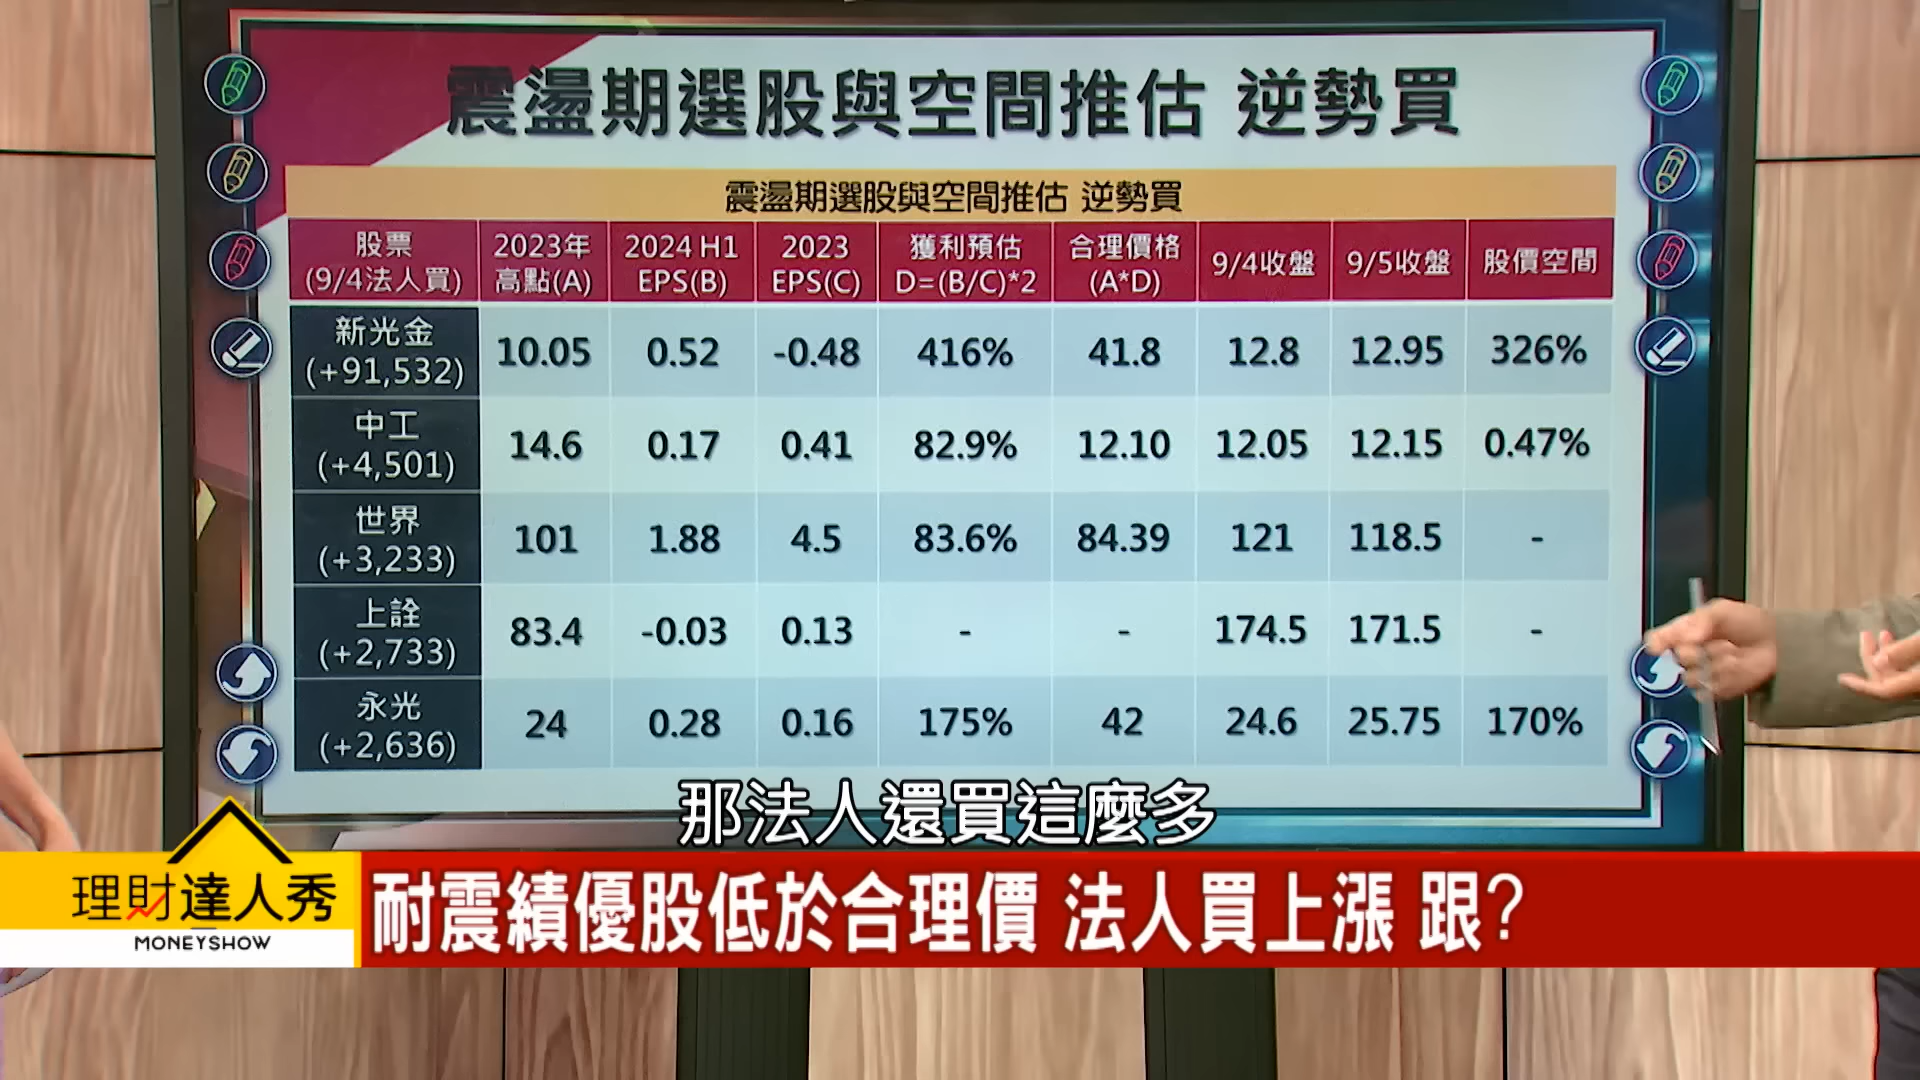 震盪期選股與空間推估 逆勢買
震盪期選股與空間推估 逆勢買
股票 (9/4法人買) 2023年 高點(A) 2024 H1 EPS(B) 2023 EPS(C) 獲利預估 D=(B/C)*2 合理價格 (A*D) 9/4收盤 9/5收盤 股價空間
新光金 (+91,532) 10.05 0.52 -0.48 416% 41.8 12.8 12.95 326%
中工 (+4,501) 14.6 0.17 0.41 82.9% 12.10 12.05 12.15 0.47%
世界 (+3,233) 101 1.88 4.5 83.6% 84.39 121 118.5 -
上詮 (+2,733) 83.4 -0.03 0.13 - - 174.5 171.5 -
永光 (+2,636) 24 0.28 0.16 175% 42 24.6 25.75 170%
那法人還買這麼多
理財達人秀
MONEYSHOW
耐震績優股低於合理價 法人買上漲 跟?